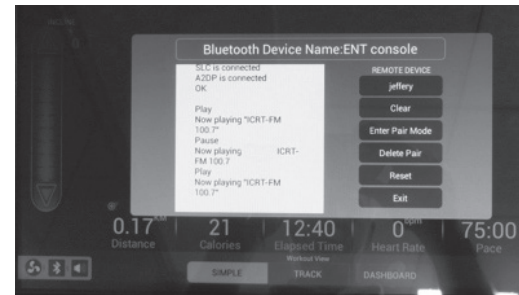 INCLINE
Bluetooth Device Name:ENT console
SLC is connected
A2DP is connected
OK
Play
Now playing "ICRT-FM
100.7"
Pause
Now playing ICRT-
FM 100.7
Play
Now playing "ICRT-FM
100.7"
REMOTE DEVICE
jeffery
Clear
Enter Pair Mode
Delete Pair
Reset
Exit
0.17 KM
Distance
21
Calories
12:40
Elapsed Time
0 bpm
Heart Rate
75:00
Pace
Workout View
SIMPLE
TRACK
DASHBOARD